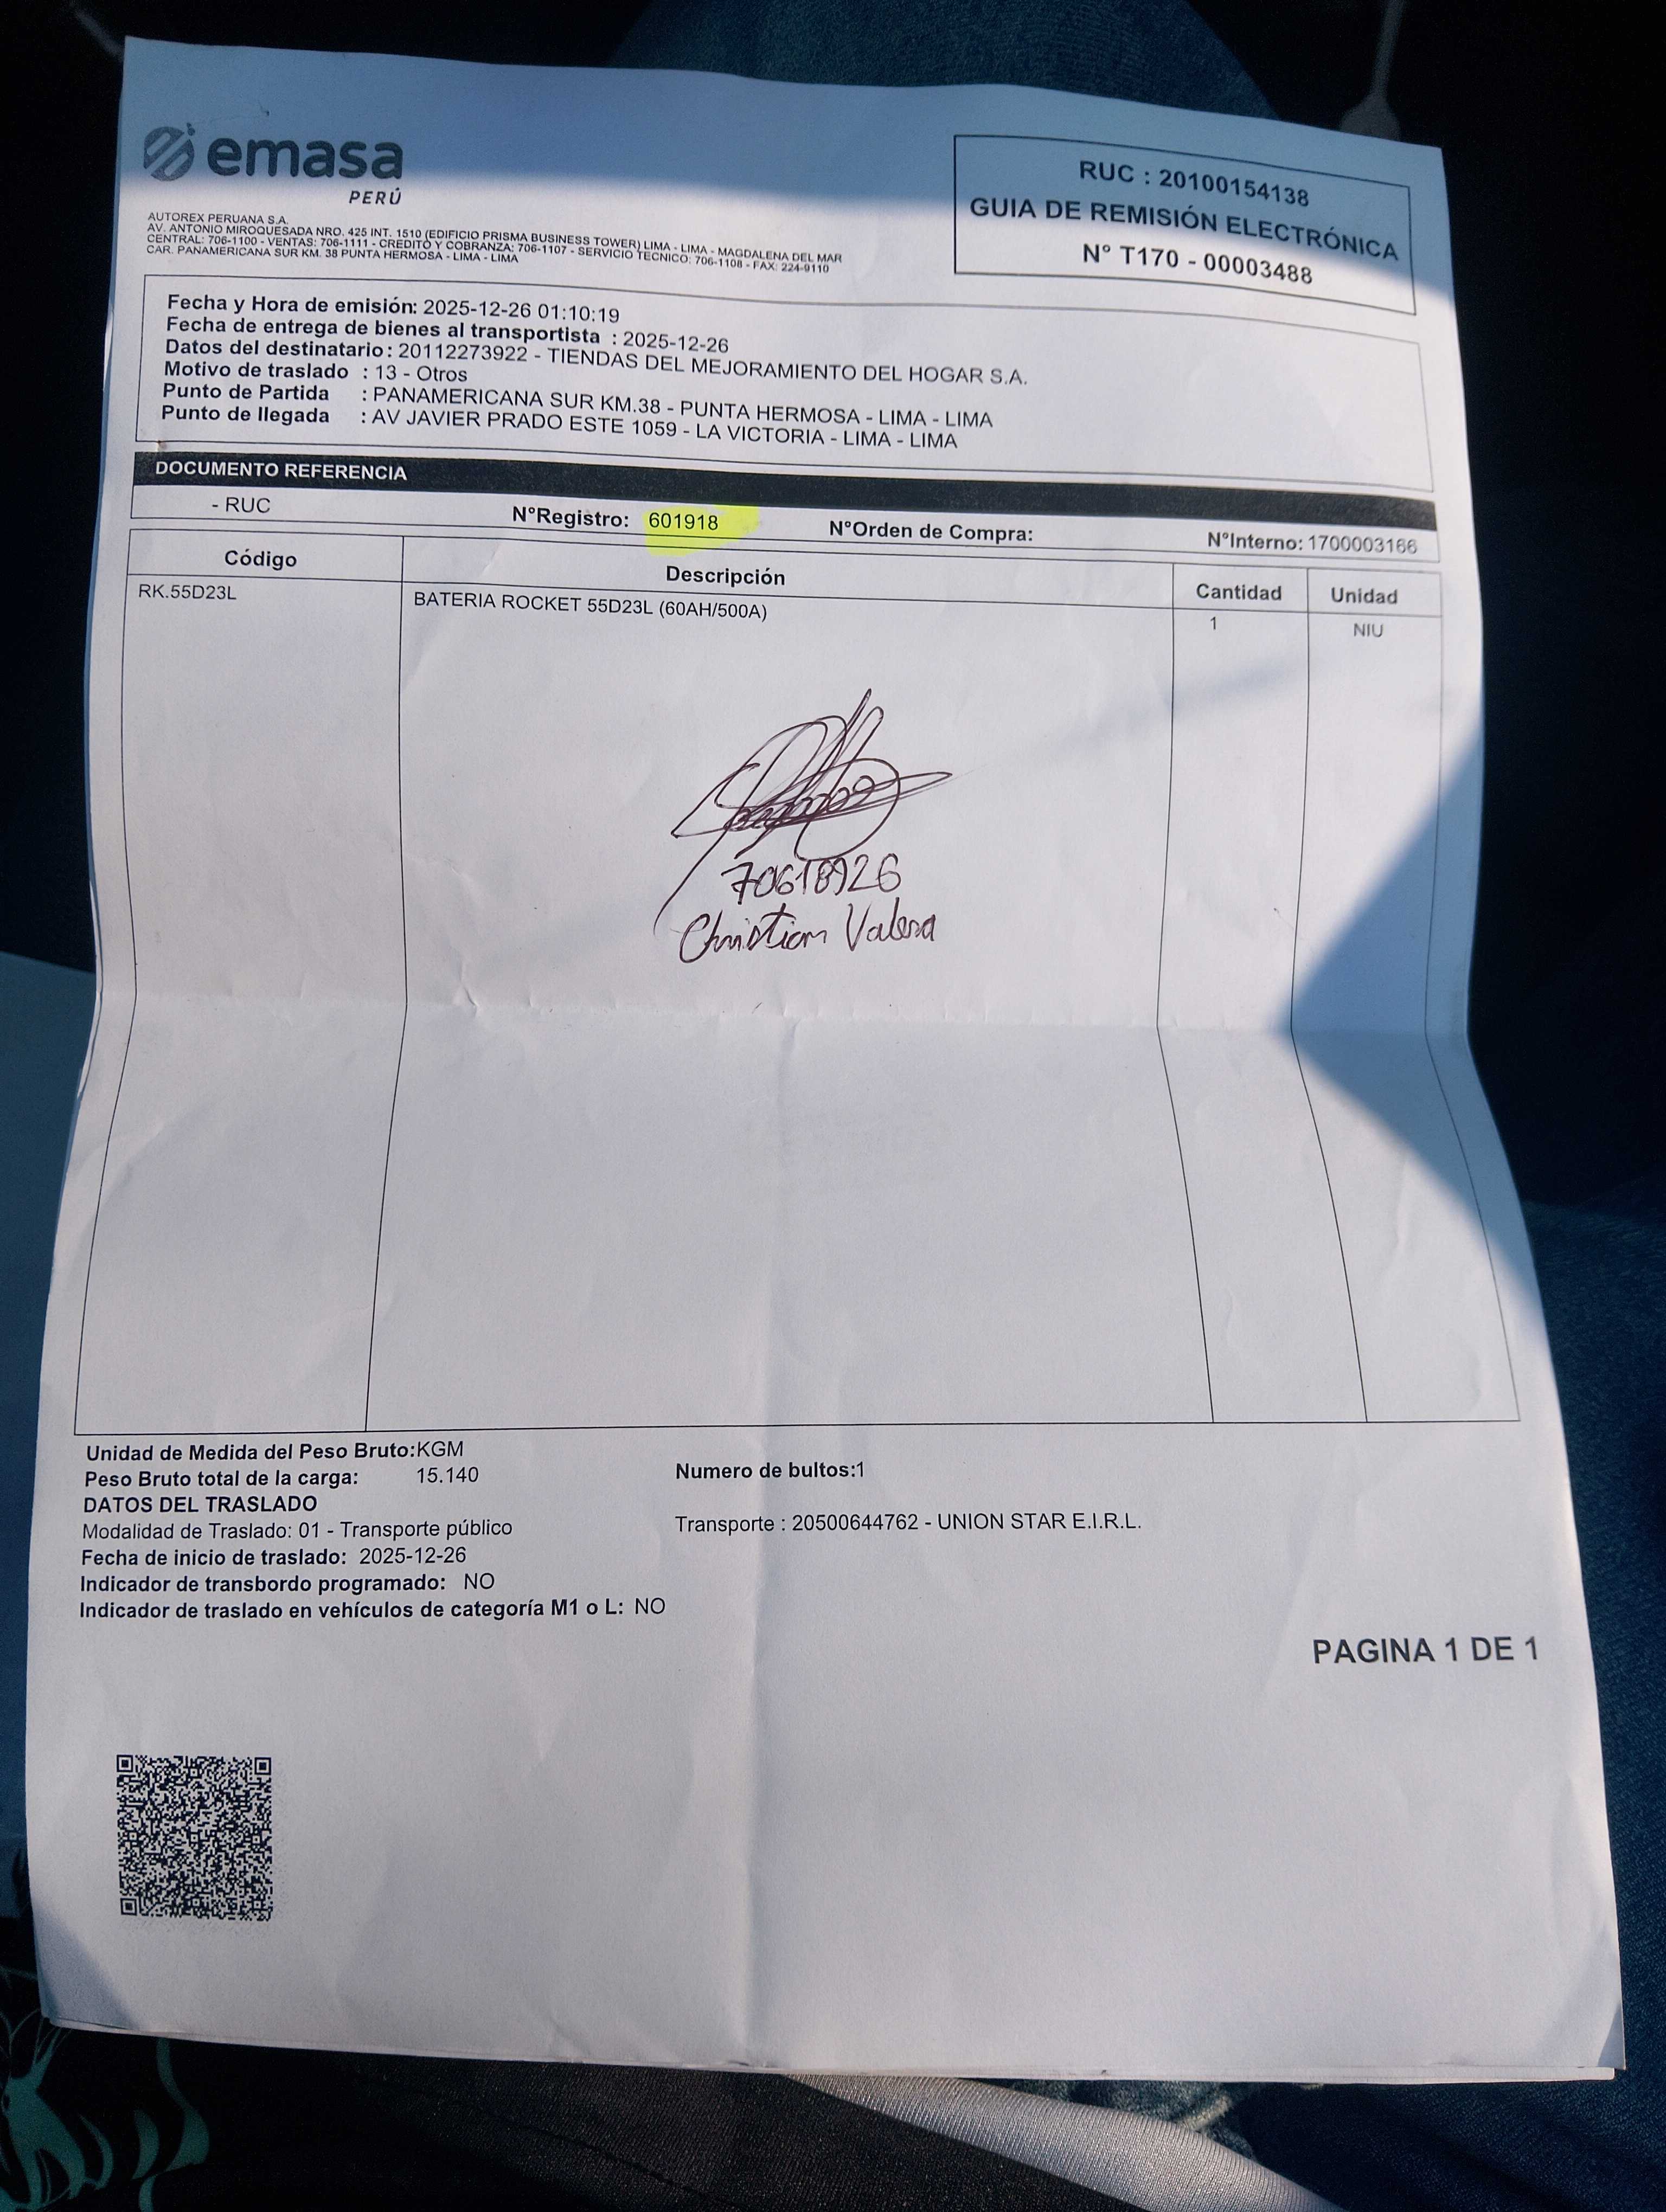 emasa
PERÚ
RUC : 20100154138
GUIA DE REMISIÓN ELECTRÓNICA
N° T170 - 00003488
AUTOREX PERUANA S.A.
AV. ANTONIO MIROQUESADA NRO. 425 INT. 1510 (EDIFICIO PRISMA BUSINESS TOWER) LIMA - LIMA - MAGDALENA DEL MAR
CENTRAL: 706-1100 - VENTAS: 706-1111 - CREDITO Y COBRANZA: 706-1107 - SERVICIO TECNICO: 706-1108 - FAX: 224-9110
CAR. PANAMERICANA SUR KM. 38 PUNTA HERMOSA - LIMA - LIMA
Fecha y Hora de emisión: 2025-12-26 01:10:19
Fecha de entrega de bienes al transportista : 2025-12-26
Datos del destinatario : 20112273922 - TIENDAS DEL MEJORAMIENTO DEL HOGAR S.A.
Motivo de traslado : 13 - Otros
Punto de Partida : PANAMERICANA SUR KM.38 - PUNTA HERMOSA - LIMA - LIMA
Punto de llegada : AV JAVIER PRADO ESTE 1059 - LA VICTORIA - LIMA - LIMA
DOCUMENTO REFERENCIA
- RUC N°Registro: 601918 N°Orden de Compra: N°Interno: 1700003166
Código Descripción Cantidad Unidad
RK.55D23L BATERIA ROCKET 55D23L (60AH/500A) 1 NIU
70618926
Christian Valera
Unidad de Medida del Peso Bruto:KGM
Peso Bruto total de la carga: 15.140 Numero de bultos:1
DATOS DEL TRASLADO
Modalidad de Traslado: 01 - Transporte público Transporte : 20500644762 - UNION STAR E.I.R.L.
Fecha de inicio de traslado: 2025-12-26
Indicador de transbordo programado: NO
Indicador de traslado en vehículos de categoría M1 o L: NO
PAGINA 1 DE 1